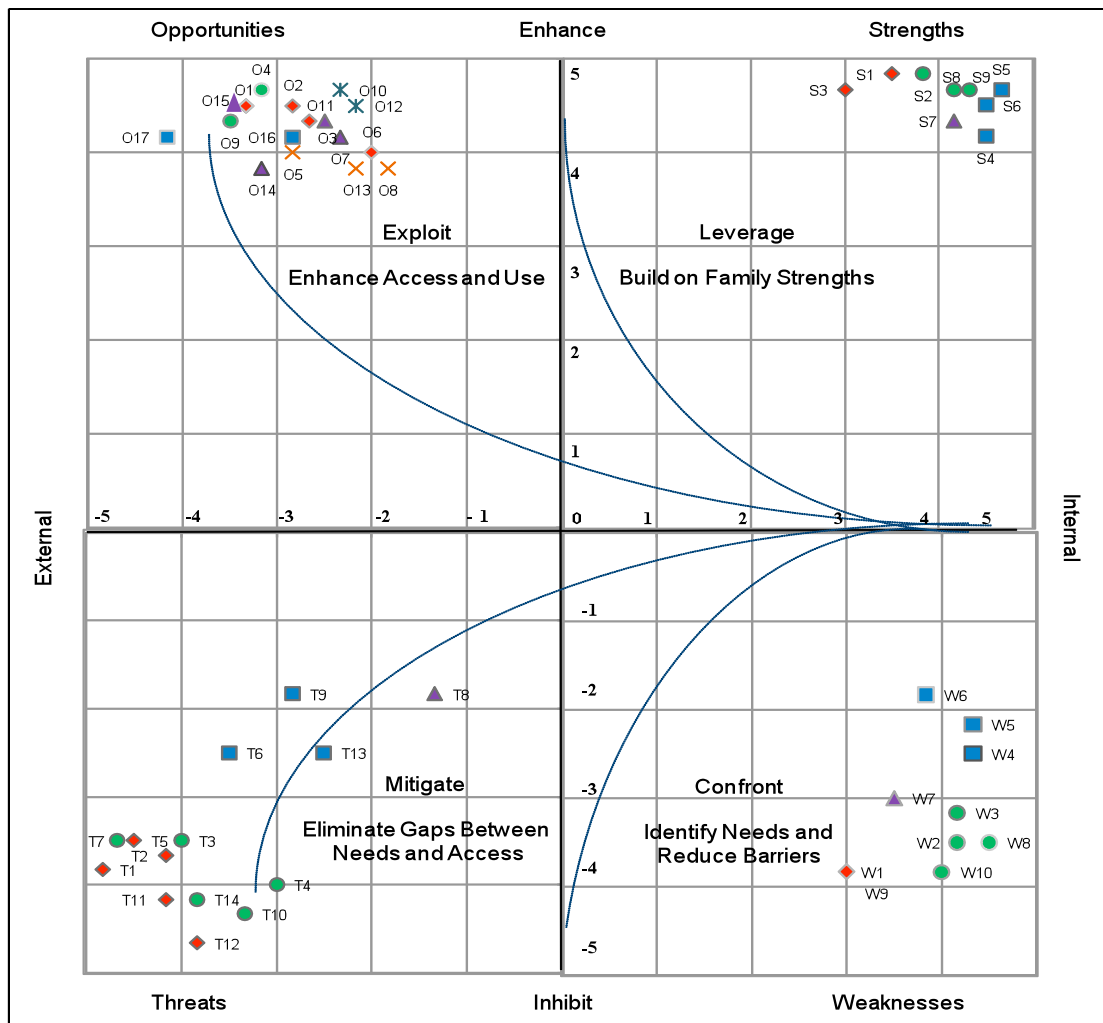 Opportunities Enhance Strengths
O4 O2 5 S1 S8 S9 S5
O1 O10 S3
O15 O11 O12 S2 S6
S7
O17 O9 O16 O3 O6 S4
O7
O5 4
O14 O13 O8
Exploit Leverage
3
Enhance Access and Use Build on Family Strengths
2
1
-5 -4 -3 -2 -1 0 1 2 3 4 5
External
Internal
-1
-2
T9 T8 W6
W5
T6 T13 W4
Mitigate Confront
-3 W7
W3
Eliminate Gaps Between Identify Needs and
T7 T5 T3 W2 W8
Needs and Access Reduce Barriers
T2
T1 -4 W1 W10
T4 W9
T11 T14
T10
T12 -5
Threats Inhibit Weaknesses